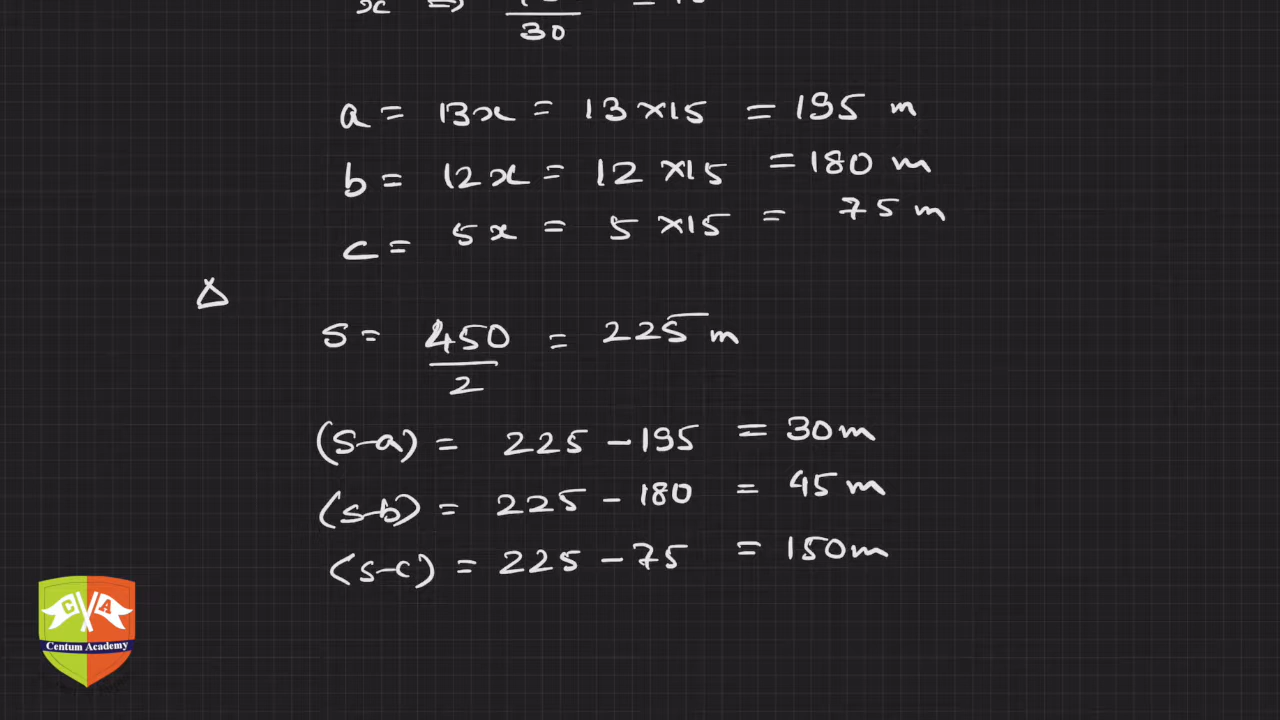 x ⇒
30
a = 13x = 13 × 15 = 195 m
b = 12x = 12 × 15 = 180 m
c = 5x = 5 × 15 = 75 m
Δ
S = 450/2 = 225 m
(S-a) = 225 - 195 = 30m
(s-b) = 225 - 180 = 45 m
(s-c) = 225 - 75 = 150m
C A
Centum Academy